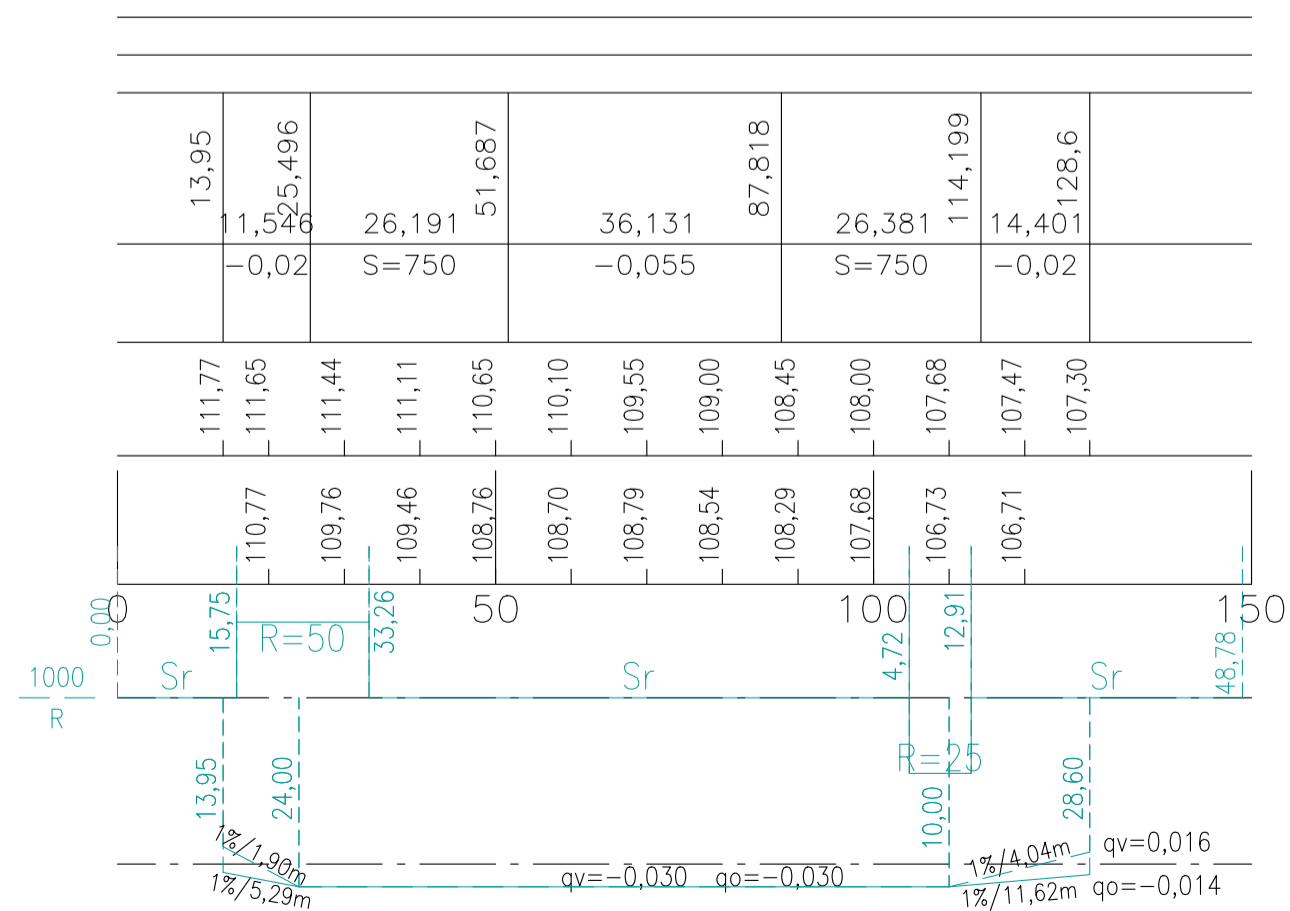 13,95 25,496 51,687 87,818 114,199 128,6
11,546 26,191 36,131 26,381 14,401
-0,02 S=750 -0,055 S=750 -0,02
111,77 111,65 111,44 111,11 110,65 110,10 109,55 109,00 108,45 108,00 107,68 107,47 107,30
110,77 109,76 109,46 108,76 108,70 108,79 108,54 108,29 107,68 106,73 106,71
0 50 100 150
0,00 15,75 33,26 4,72 12,91 48,78
R=50
1000
R
Sr Sr Sr
R=25
13,95 24,00 10,00 28,60
1%/1,90m 1%/4,04m qv=0,016
qv=-0,030 qo=-0,030
1%/5,29m 1%/11,62m qo=-0,014